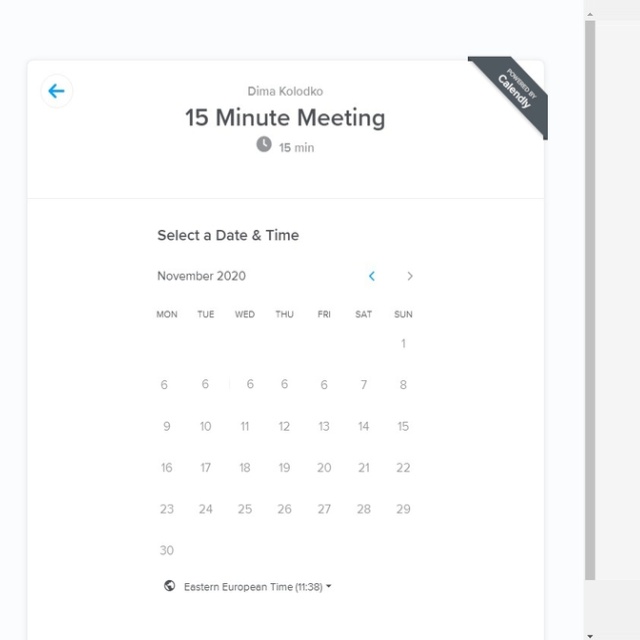 POWERED BY
Calendly
Dima Kolodko
15 Minute Meeting
15 min
Select a Date & Time
November 2020
MON TUE WED THU FRI SAT SUN
1
6 6 6 6 6 7 8
9 10 11 12 13 14 15
16 17 18 19 20 21 22
23 24 25 26 27 28 29
30
Eastern European Time (11:38)